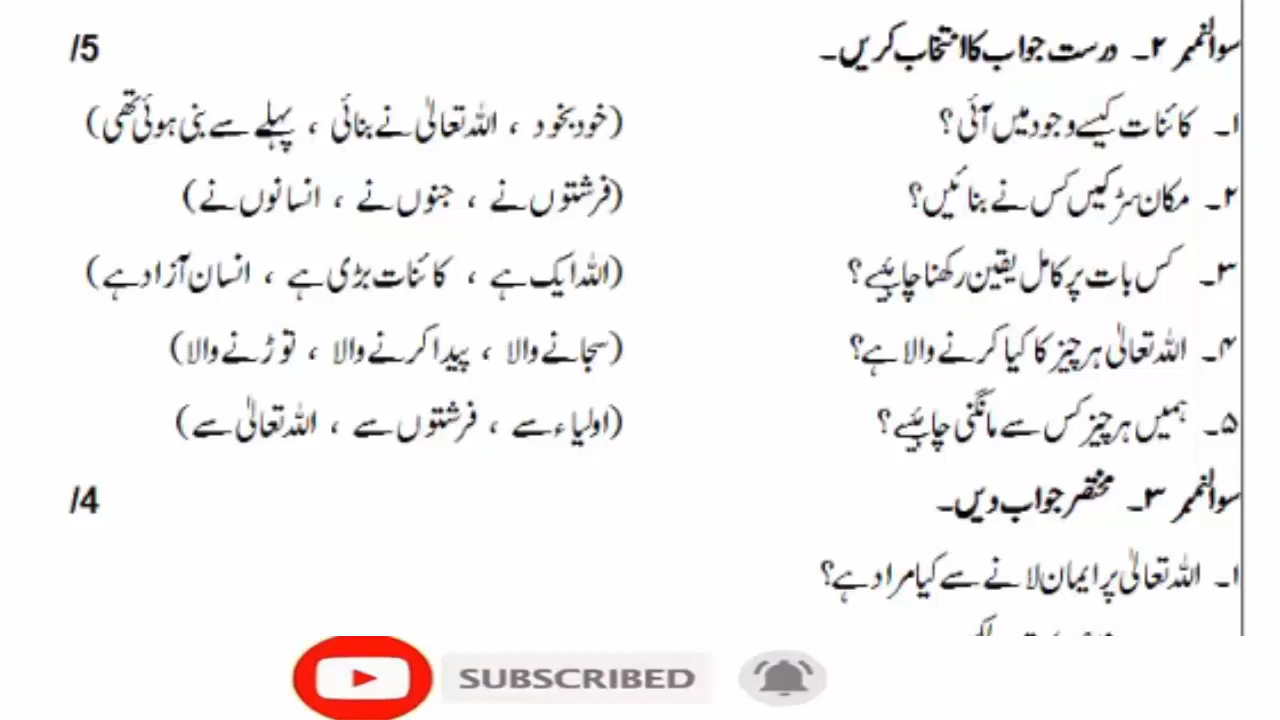 سوالنمبر ۲۔ درست جواب کا انتخاب کریں۔ /5
۱۔ کائنات کیسے وجود میں آئی؟ (خودبخود ، اللہ تعالیٰ نے بنائی ، پہلے سے بنی ہوئی تھی)
۲۔ مکان سڑکیں کس نے بنائیں؟ (فرشتوں نے ، جنوں نے ، انسانوں نے)
۳۔ کس بات پر کامل یقین رکھنا چاہئیے؟ (اللہ ایک ہے ، کائنات بڑی ہے ، انسان آزاد ہے)
۴۔ اللہ تعالیٰ ہر چیز کا کیا کرنے والا ہے؟ (سجانے والا ، پیدا کرنے والا ، توڑنے والا)
۵۔ ہمیں ہر چیز کس سے مانگنی چاہئیے؟ (اولیاء سے ، فرشتوں سے ، اللہ تعالیٰ سے)
سوالنمبر ۳۔ مختصر جواب دیں۔ /4
۱۔ اللہ تعالیٰ پر ایمان لانے سے کیا مراد ہے؟
SUBSCRIBED